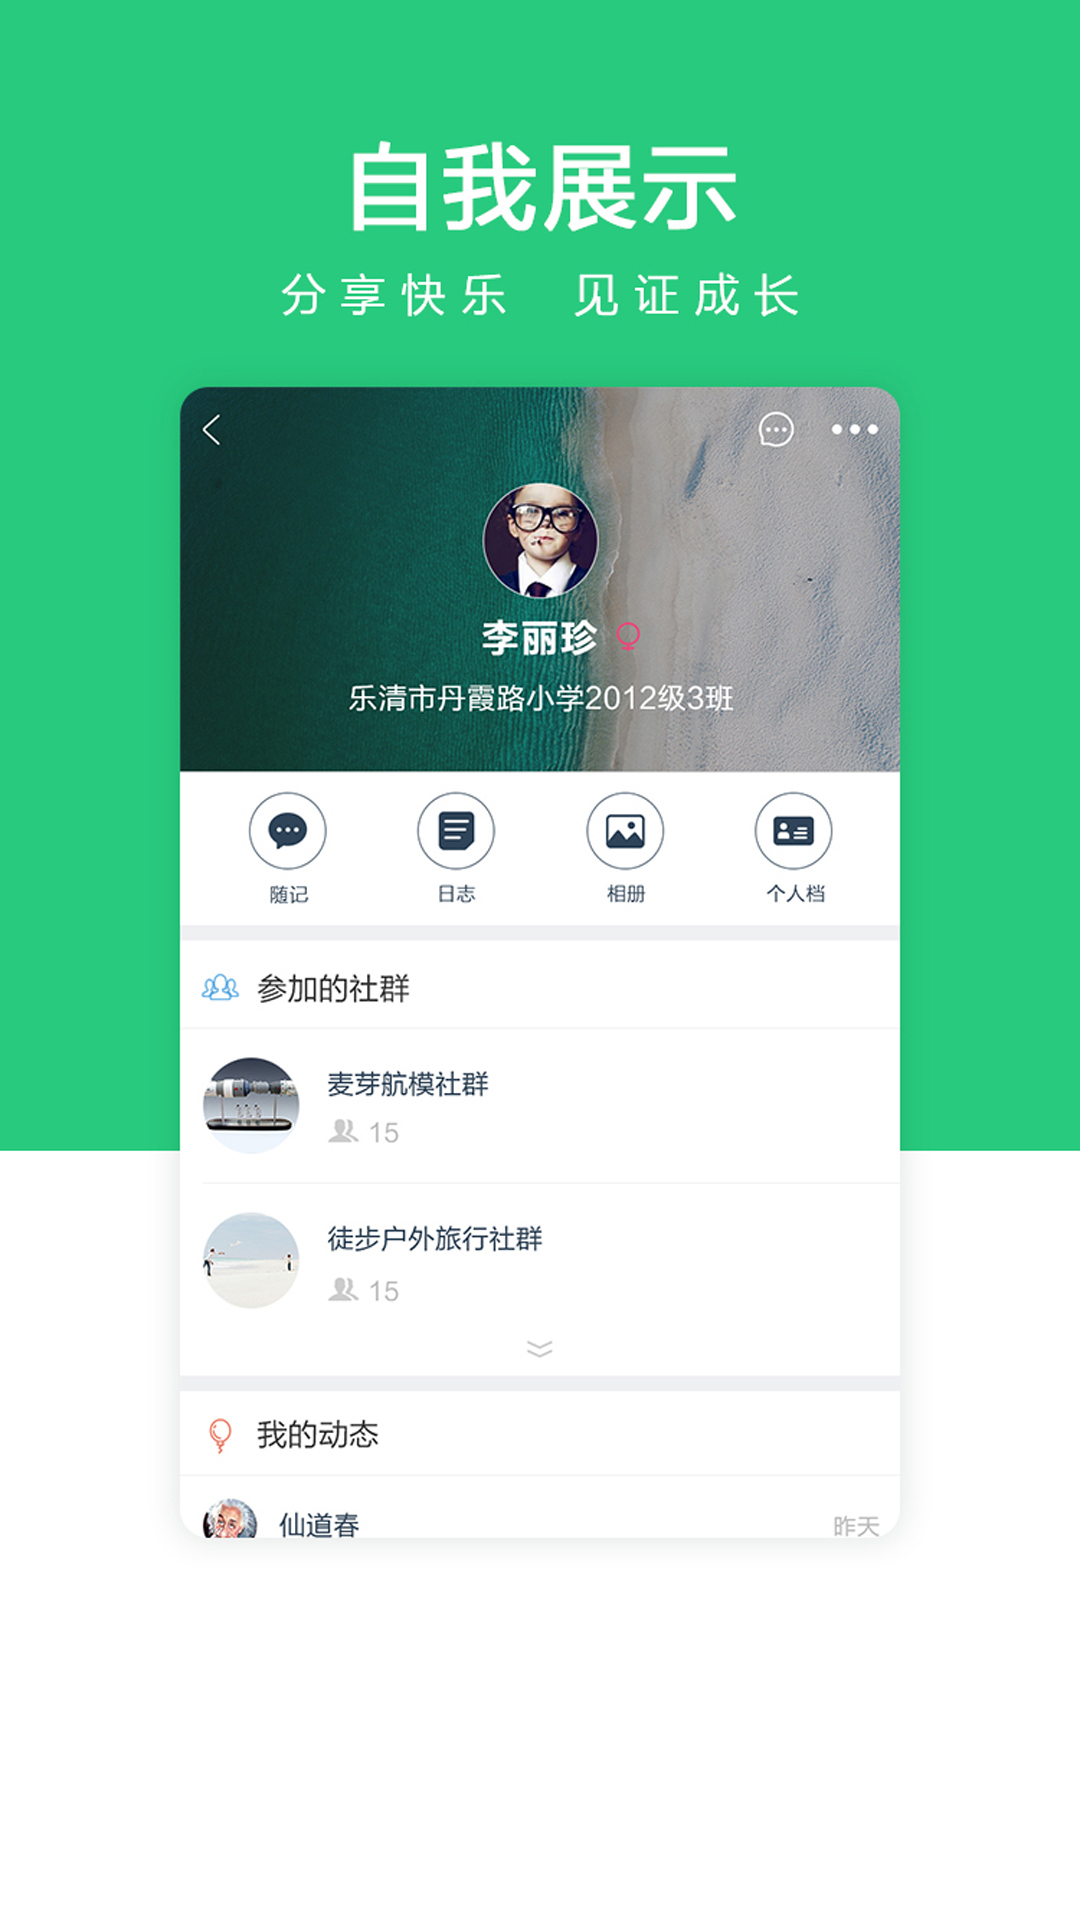 自我展示
分享快乐 见证成长
李丽珍
乐清市丹霞路小学2012级3班
随记 日志 相册 个人档
参加的社群
麦芽航模社群
15
徒步户外旅行社群
15
我的动态
仙道春 昨天